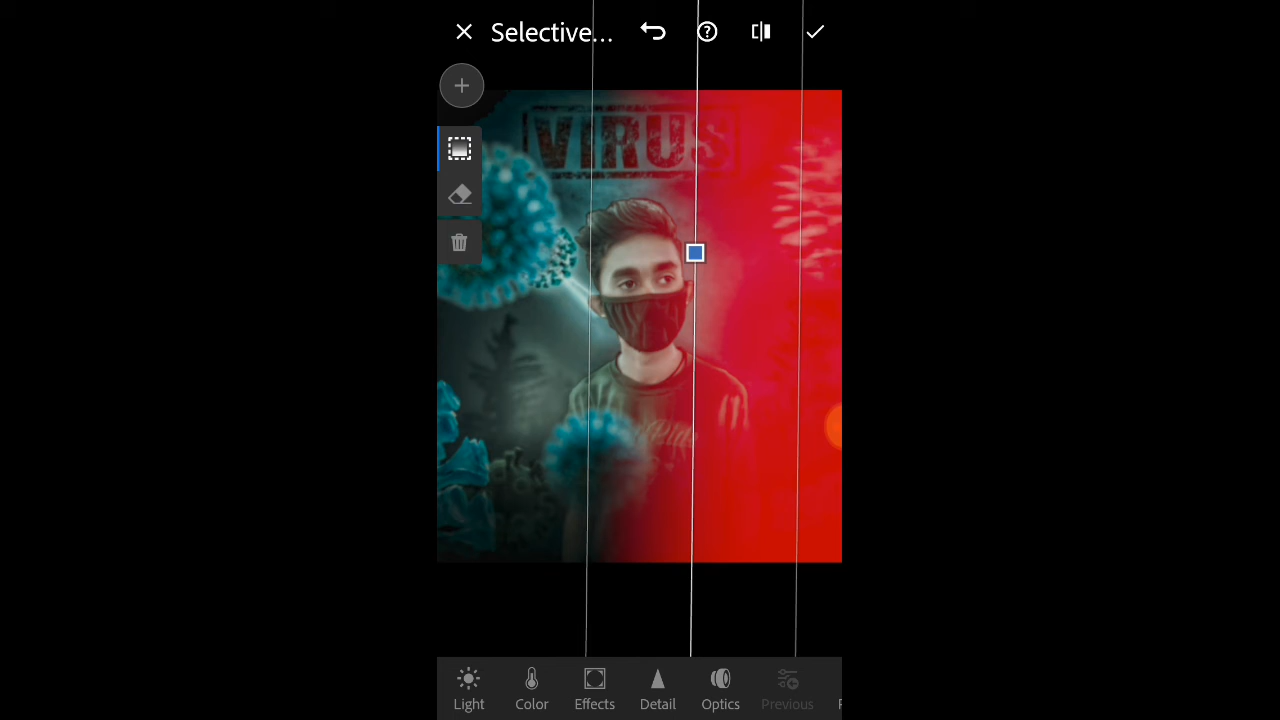 Selective...
VIRUS
Light
Color
Effects
Detail
Optics
Previous